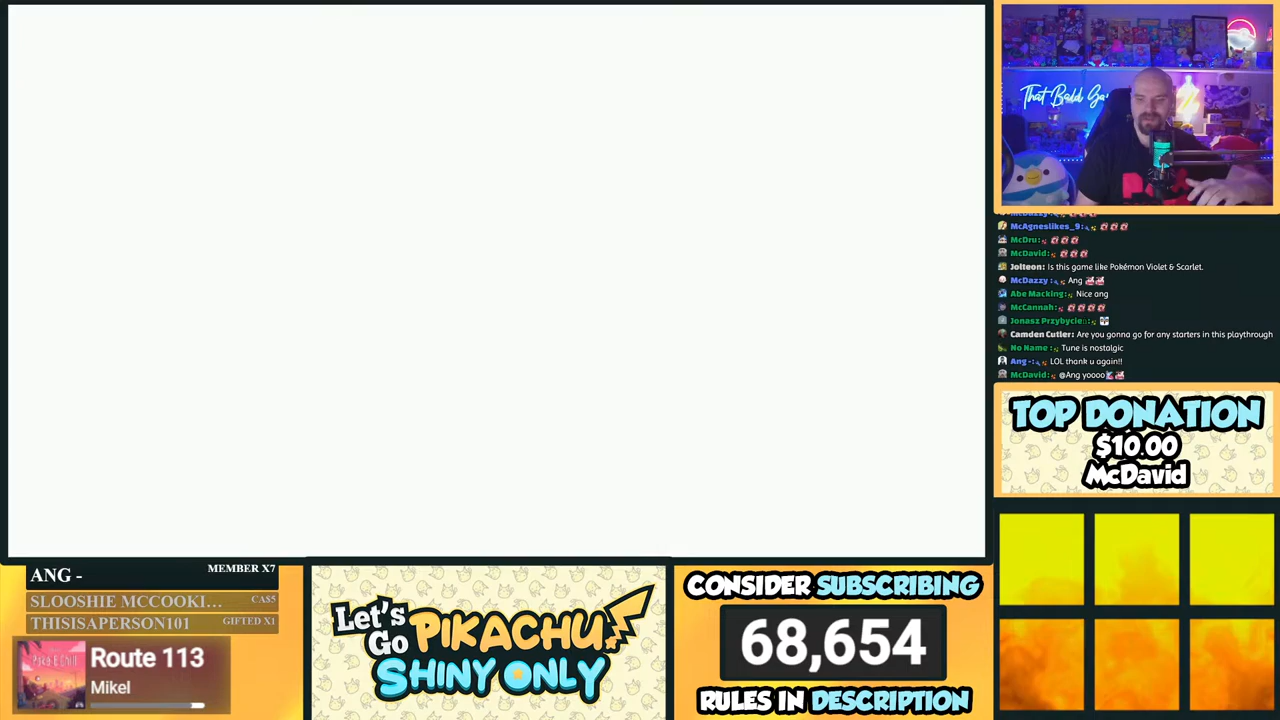 That Bald Ga
McAgneslikes_9:
McDru:
McDavid:
Jolteon: Is this game like Pokémon Violet & Scarlet.
McDazzy : Ang
Abe Macking: Nice ang
McCannah:
Jonasz Przybycie
Camden Cutler: Are you gonna go for any starters in this playthrough
No Name : Tune is nostalgic
Ang -: LOL thank u again!!
McDavid: @Ang yoooo
TOP DONATION
$10.00
McDavid
ANG - MEMBER X7
SLOOSHIE MCCOOKI... CA$5
THISISAPERSON101 GIFTED X1
Route 113
Mikel
Let's
Go PIKACHU!
SHINY ONLY
CONSIDER SUBSCRIBING
68,654
RULES IN DESCRIPTION